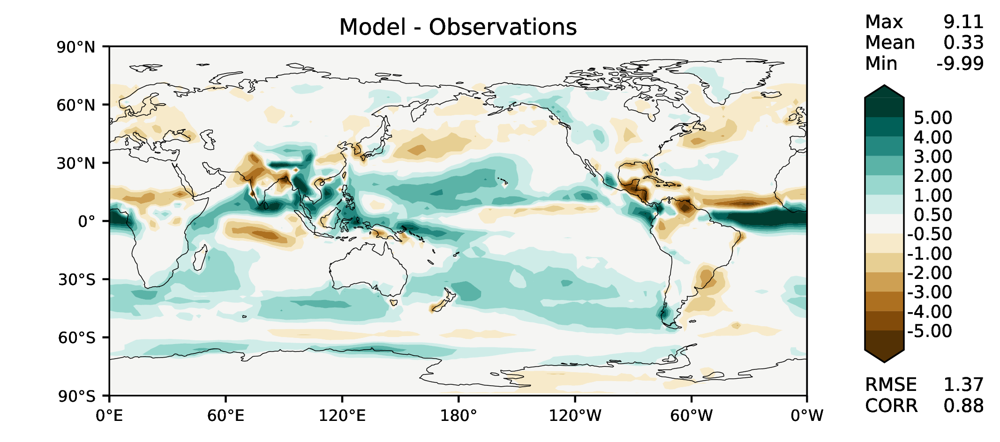 Model - Observations
Max 9.11
Mean 0.33
Min -9.99
90°N
60°N
30°N
0°
30°S
60°S
90°S
0°E 60°E 120°E 180° 120°W 60°W 0°W
5.00
4.00
3.00
2.00
1.00
0.50
-0.50
-1.00
-2.00
-3.00
-4.00
-5.00
RMSE 1.37
CORR 0.88